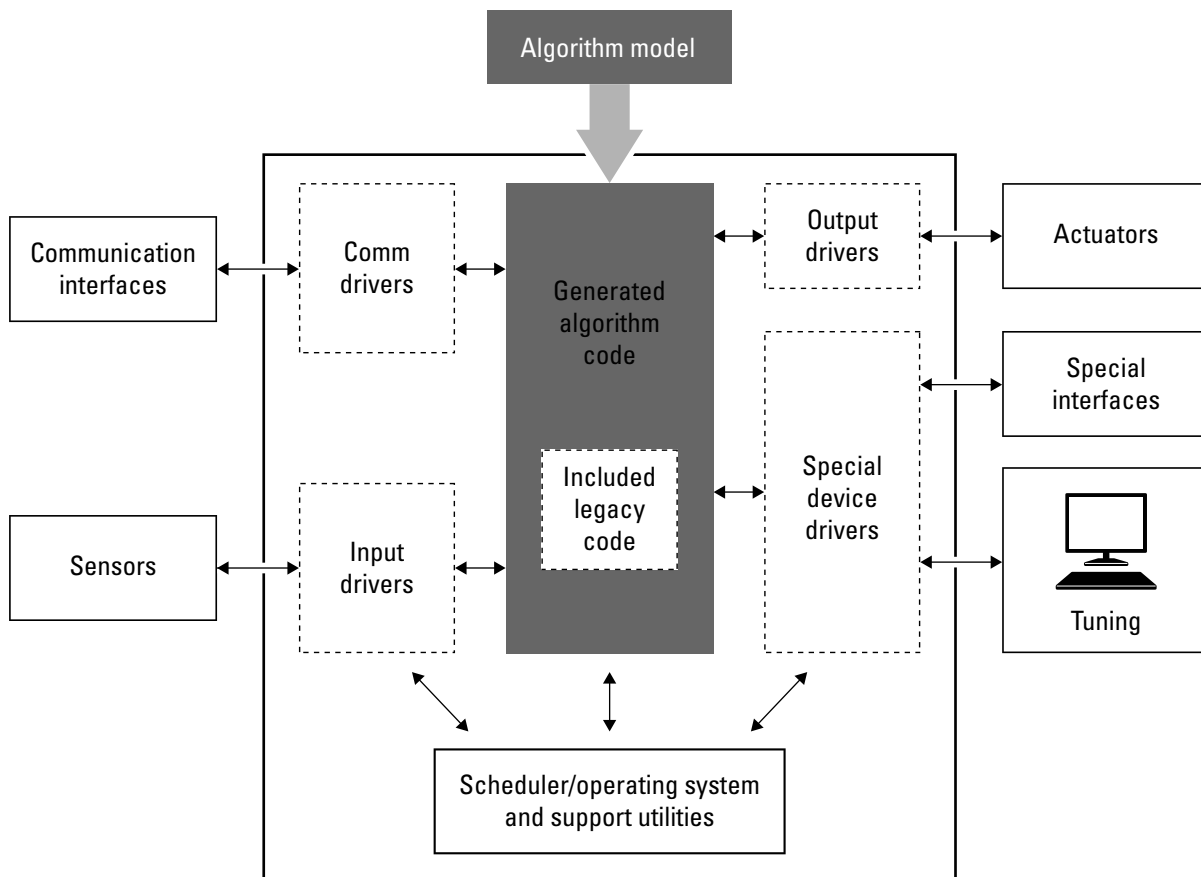 Algorithm model
Communication
interfaces
Comm
drivers
Generated
algorithm
code
Output
drivers
Actuators
Special
interfaces
Included
legacy
code
Special
device
drivers
Sensors
Input
drivers
Tuning
Scheduler/operating system
and support utilities